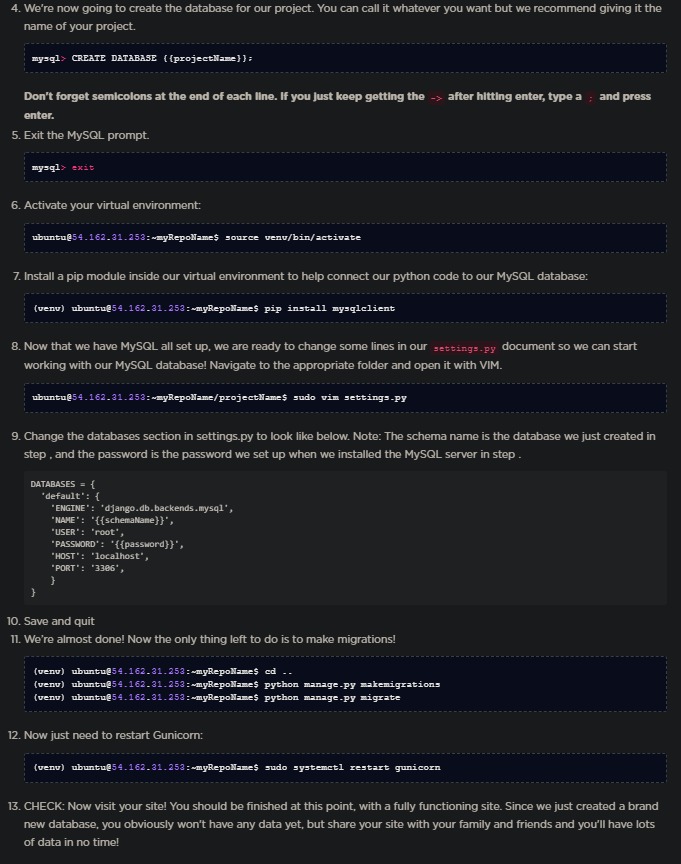 4. We're now going to create the database for our project. You can call it whatever you want but we recommend giving it the
name of your project.
mysql> CREATE DATABASE {{projectName}};
Don't forget semicolons at the end of each line. If you just keep getting the -> after hitting enter, type a ; and press
enter.
5. Exit the MySQL prompt.
mysql> exit
6. Activate your virtual environment:
ubuntu@54.162.31.253:~myRepoName$ source venv/bin/activate
7. Install a pip module inside our virtual environment to help connect our python code to our MySQL database:
(venv) ubuntu@54.162.31.253:~myRepoName$ pip install mysqlclient
8. Now that we have MySQL all set up, we are ready to change some lines in our settings.py document so we can start
working with our MySQL database! Navigate to the appropriate folder and open it with VIM.
ubuntu@54.162.31.253:~myRepoName/projectName$ sudo vim settings.py
9. Change the databases section in settings.py to look like below. Note: The schema name is the database we just created in
step , and the password is the password we set up when we installed the MySQL server in step .
DATABASES = {
'default': {
'ENGINE': 'django.db.backends.mysql',
'NAME': '{{schemaName}}',
'USER': 'root',
'PASSWORD': '{{password}}',
'HOST': 'localhost',
'PORT': '3306',
}
}
10. Save and quit
11. We're almost done! Now the only thing left to do is to make migrations!
(venv) ubuntu@54.162.31.253:~myRepoName$ cd ..
(venv) ubuntu@54.162.31.253:~myRepoName$ python manage.py makemigrations
(venv) ubuntu@54.162.31.253:~myRepoName$ python manage.py migrate
12. Now just need to restart Gunicorn:
(venv) ubuntu@54.162.31.253:~myRepoName$ sudo systemctl restart gunicorn
13. CHECK: Now visit your site! You should be finished at this point, with a fully functioning site. Since we just created a brand
new database, you obviously won't have any data yet, but share your site with your family and friends and you'll have lots
of data in no time!